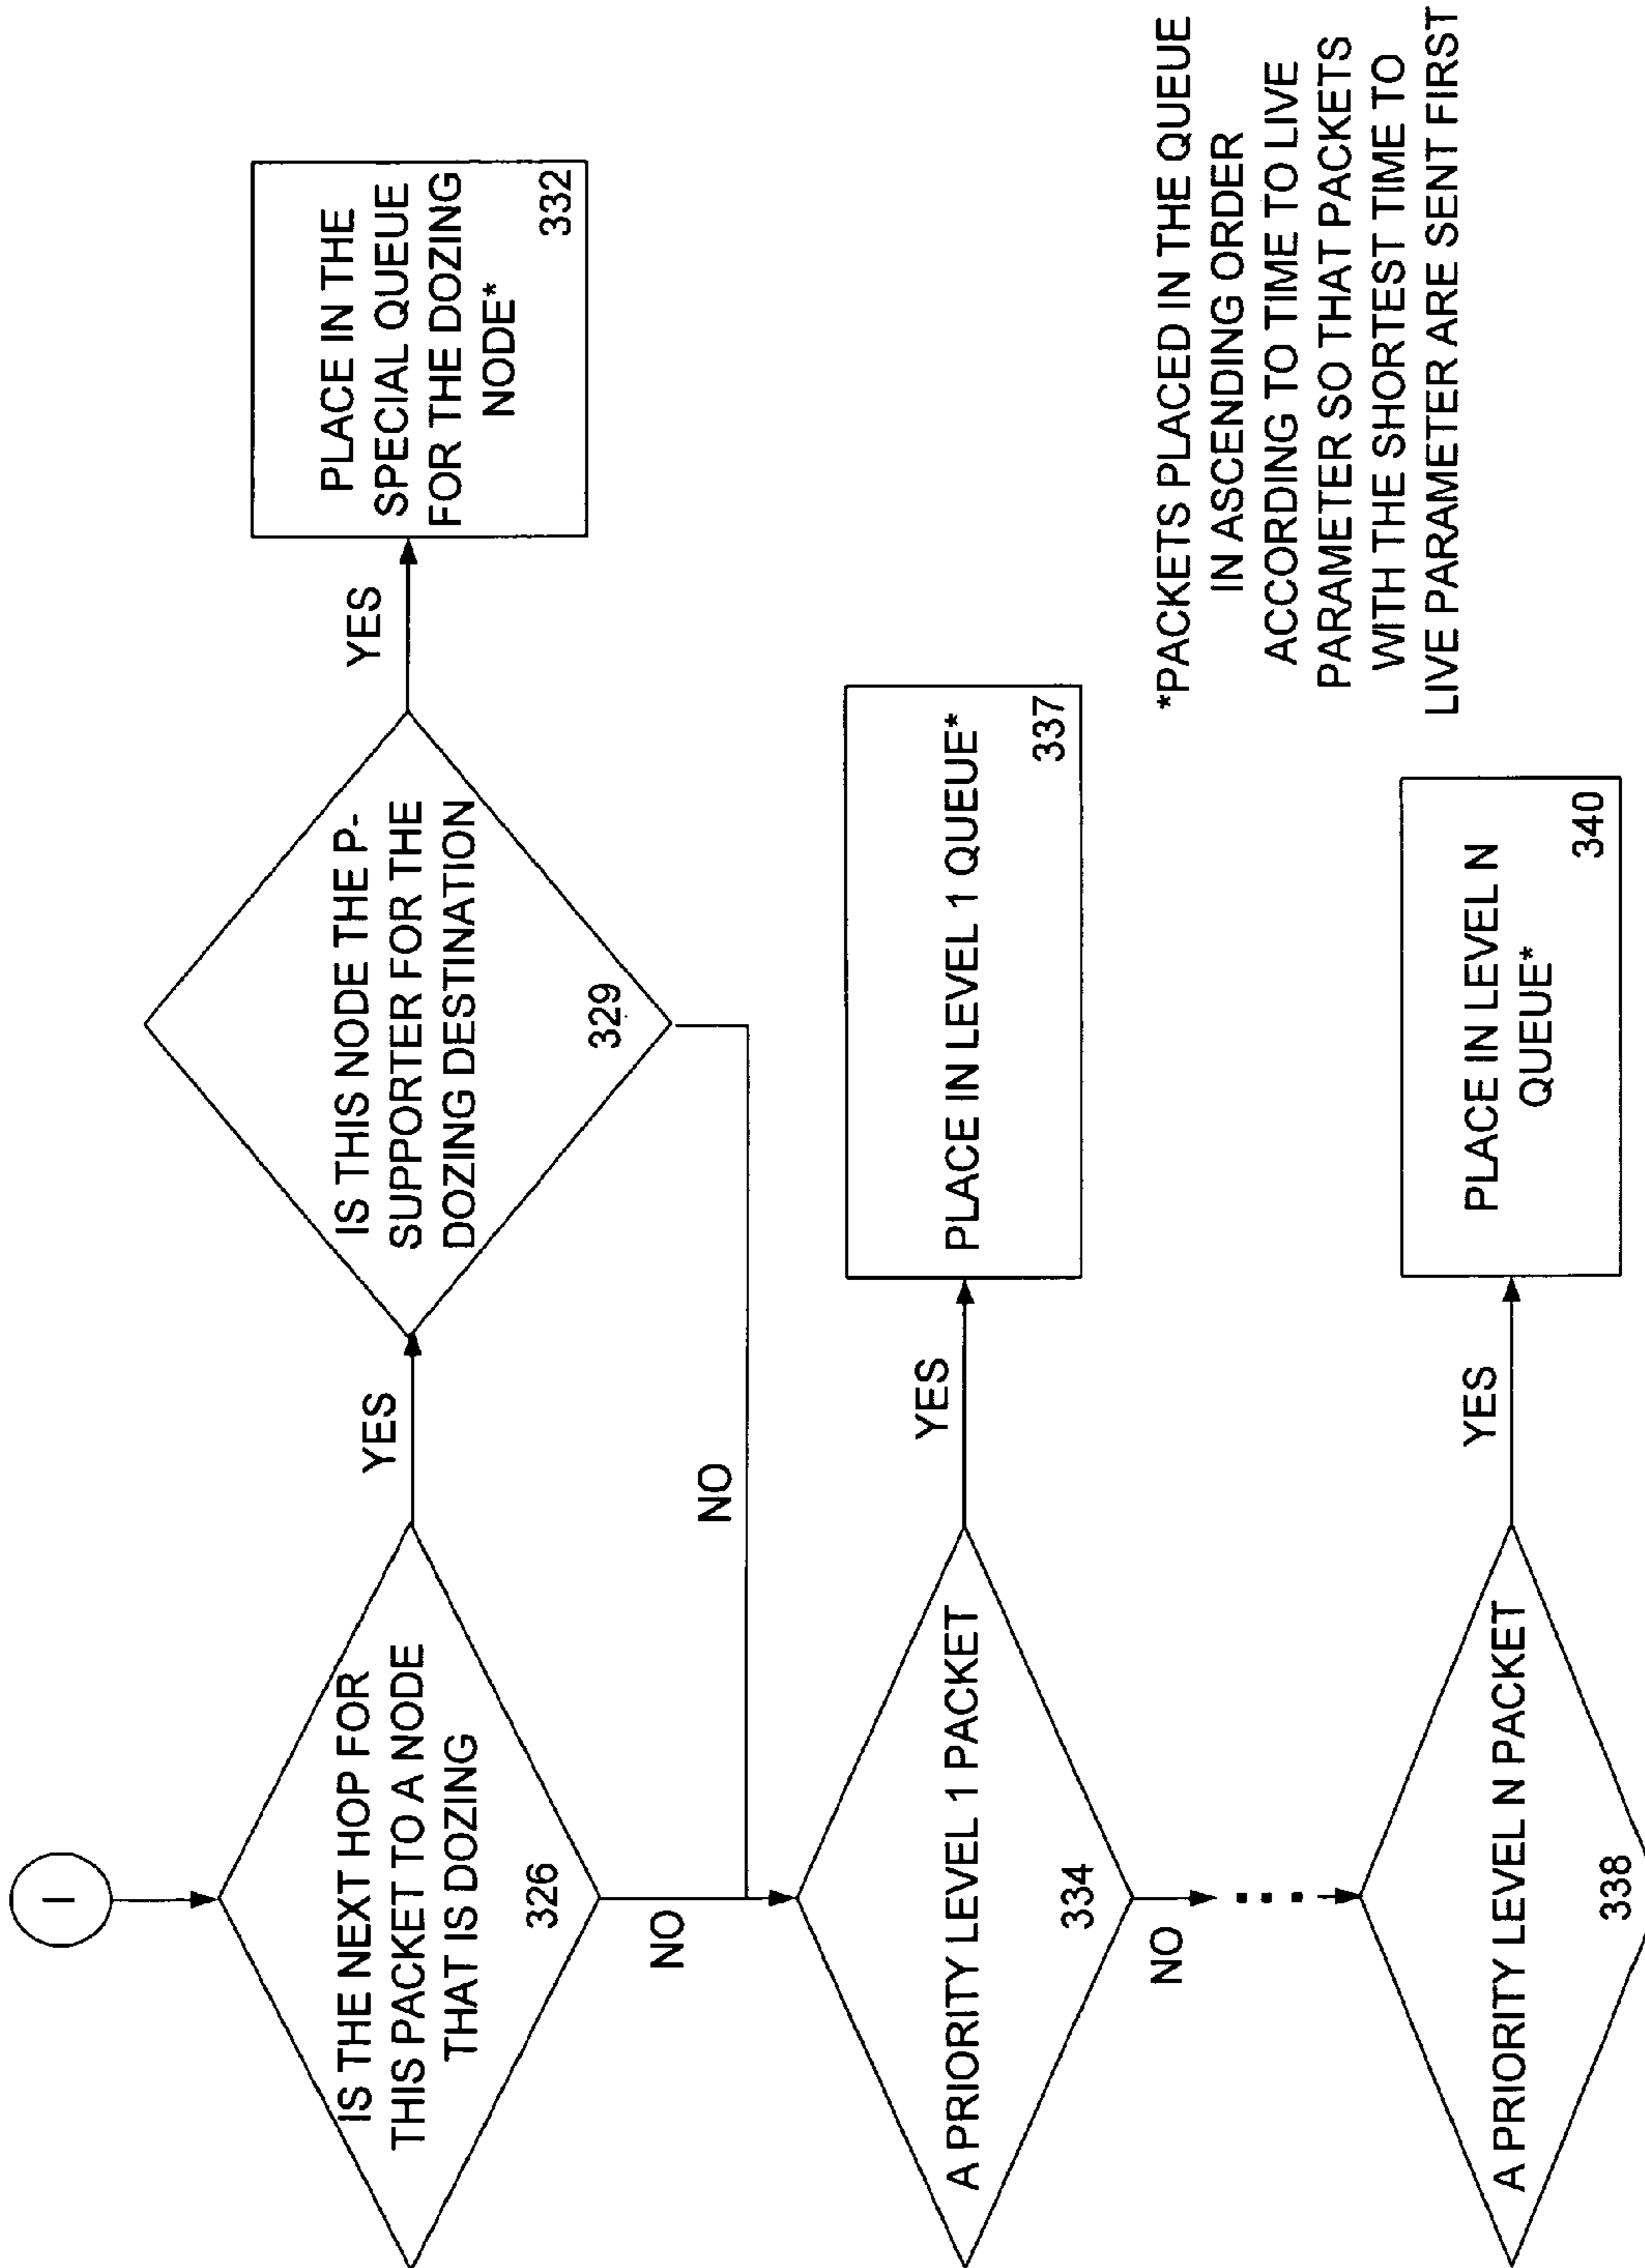 I
IS THE NEXT HOP FOR
THIS PACKET TO A NODE
THAT IS DOZING
326
YES
IS THIS NODE THE P-
SUPPORTER FOR THE
DOZING DESTINATION
329
YES
PLACE IN THE
SPECIAL QUEUE
FOR THE DOZING
NODE*
332
NO
NO
A PRIORITY LEVEL 1 PACKET
334
YES
PLACE IN LEVEL 1 QUEUE*
337
NO
A PRIORITY LEVEL N PACKET
338
YES
PLACE IN LEVEL N
QUEUE*
340
*PACKETS PLACED IN THE QUEUE
IN ASCENDING ORDER
ACCORDING TO TIME TO LIVE
PARAMETER SO THAT PACKETS
WITH THE SHORTEST TIME TO
LIVE PARAMETER ARE SENT FIRST